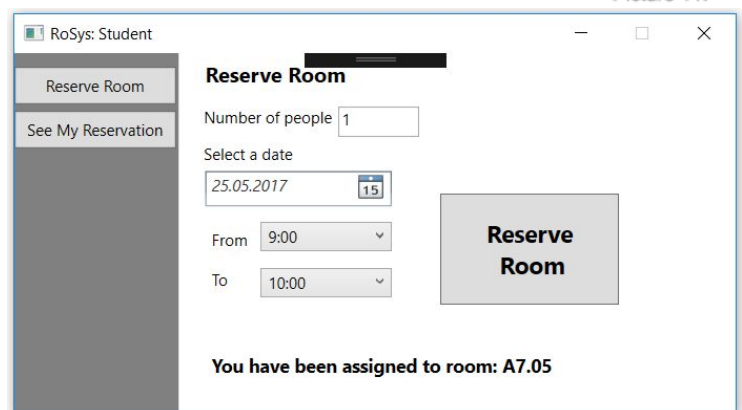 RoSys: Student
Reserve Room
See My Reservation
Reserve Room
Number of people 1
Select a date
25.05.2017 15
From 9:00
To 10:00
Reserve
Room
You have been assigned to room: A7.05